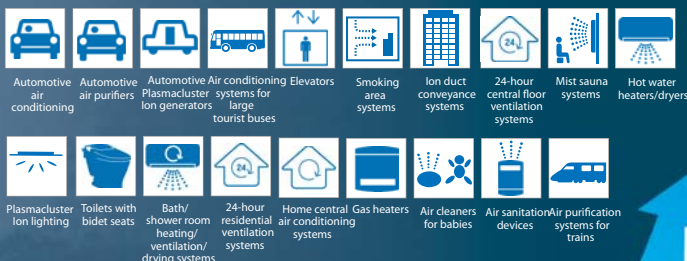 Automotive
air
conditioning
Automotive
air purifiers
Automotive
Plasmacluster
Ion generators
Air conditioning
systems for
large
tourist buses
Elevators
Smoking
area
systems
Ion duct
conveyance
systems
24
24-hour
central floor
ventilation
systems
Mist sauna
systems
Hot water
heaters/dryers
Plasmacluster
Ion lighting
Toilets with
bidet seats
Bath/
shower room
heating/
ventilation/
drying systems
24
24-hour
residential
ventilation
systems
Home central
air conditioning
systems
Gas heaters
Air cleaners
for babies
Air sanitation
devices
Air purification
systems for
trains